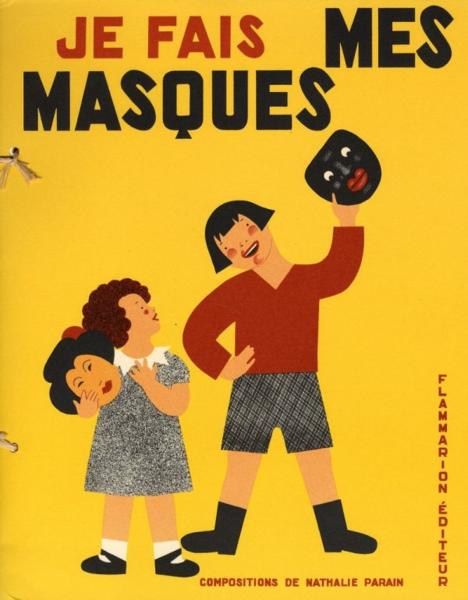 JE FAIS MES
MASQUES
FLAMMARION ÉDITEUR
COMPOSITIONS DE NATHALIE PARAIN